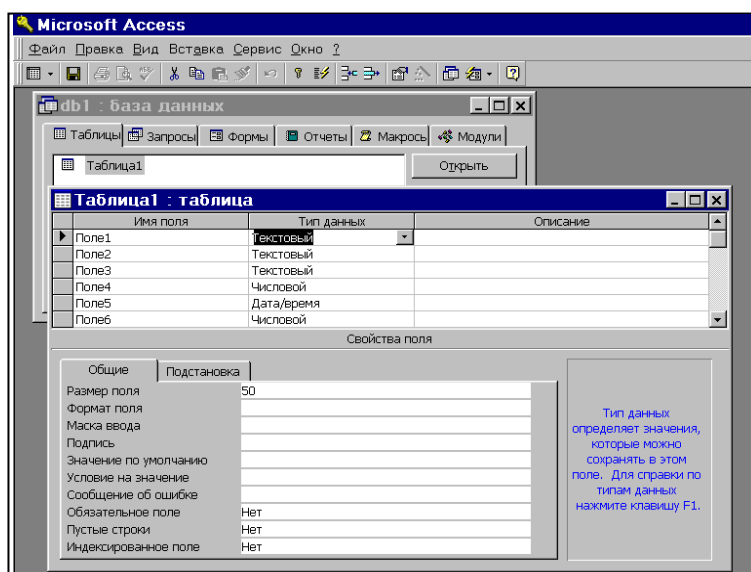 Microsoft Access
Файл Правка Вид Вставка Сервис Окно ?
db1 : база данных
Таблицы Запросы Формы Отчеты Макросы Модули
Таблица1 Открыть
Таблица1 : таблица
Имя поля Тип данных Описание
Поле1 Текстовый
Поле2 Текстовый
Поле3 Текстовый
Поле4 Числовой
Поле5 Дата/время
Поле6 Числовой
Свойства поля
Общие Подстановка
Размер поля 50
Формат поля
Маска ввода
Подпись
Значение по умолчанию
Условие на значение
Сообщение об ошибке
Обязательное поле Нет
Пустые строки Нет
Индексированное поле Нет
Тип данных
определяет значения,
которые можно
сохранять в этом
поле. Для справки по
типам данных
нажмите клавишу F1.